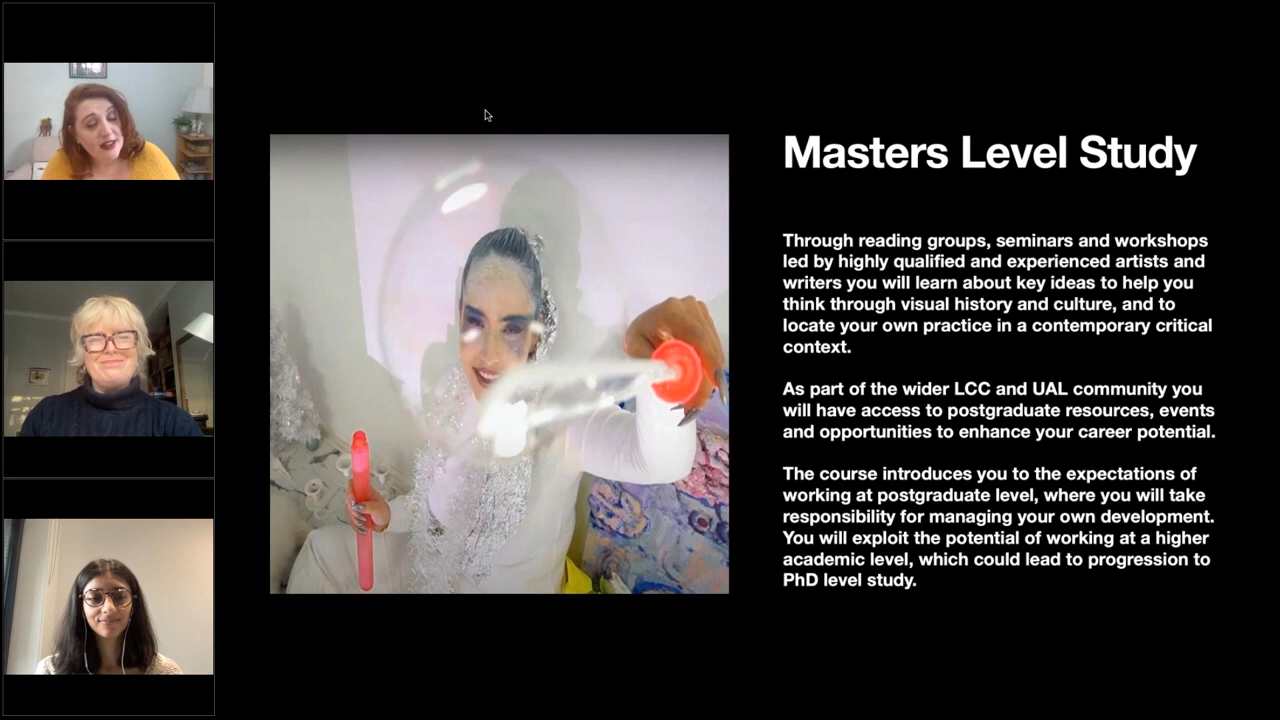 Masters Level Study
Through reading groups, seminars and workshops
led by highly qualified and experienced artists and
writers you will learn about key ideas to help you
think through visual history and culture, and to
locate your own practice in a contemporary critical
context.
As part of the wider LCC and UAL community you
will have access to postgraduate resources, events
and opportunities to enhance your career potential.
The course introduces you to the expectations of
working at postgraduate level, where you will take
responsibility for managing your own development.
You will exploit the potential of working at a higher
academic level, which could lead to progression to
PhD level study.